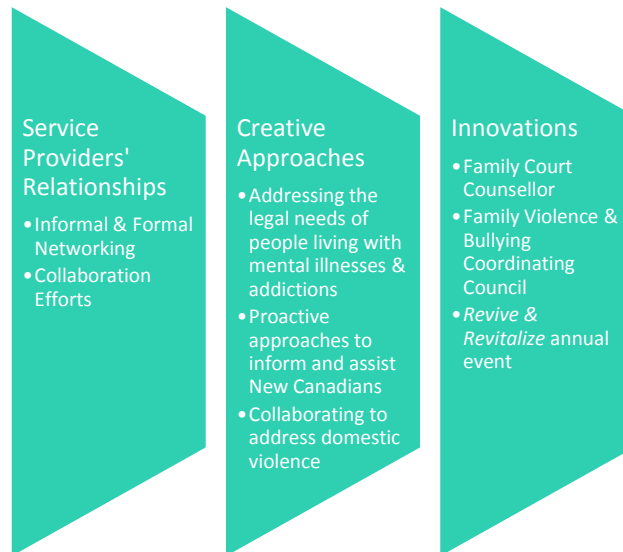 Service
Providers'
Relationships
•Informal & Formal
Networking
•Collaboration
Efforts
Creative
Approaches
•Addressing the
legal needs of
people living with
mental illnesses &
addictions
•Proactive
approaches to
inform and assist
New Canadians
•Collaborating to
address domestic
violence
Innovations
•Family Court
Counsellor
•Family Violence &
Bullying
Coordinating
Council
•Revive &
Revitalize annual
event